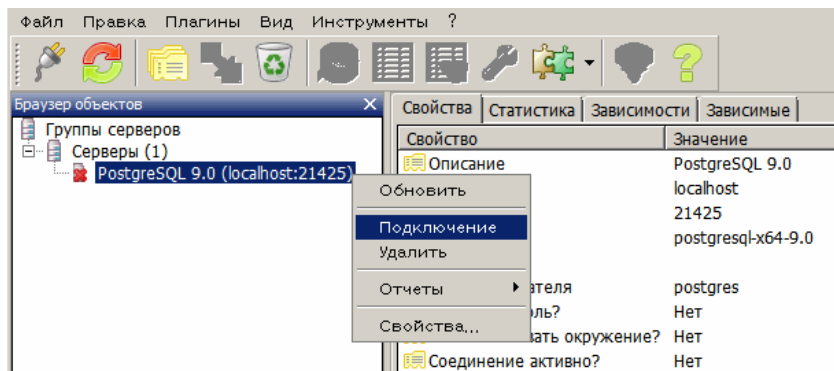 Файл Правка Плагины Вид Инструменты ?
Браузер объектов X
Группы серверов
Серверы (1)
PostgreSQL 9.0 (localhost:21425)
Обновить
Подключение
Удалить
Отчеты
Свойства...
Свойства Статистика Зависимости Зависимые
Свойство Значение
Описание PostgreSQL 9.0
localhost
21425
postgresql-x64-9.0
ателя postgres
оль? Нет
вать окружение? Нет
Соединение активно? Нет